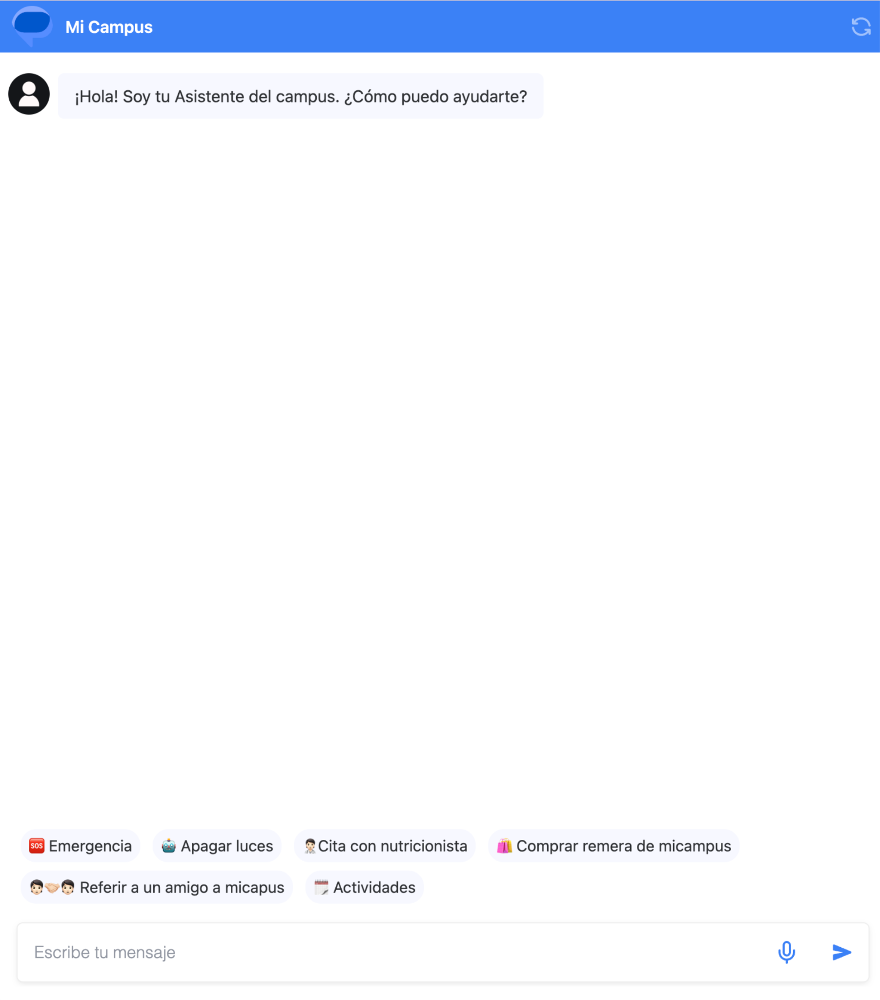 Mi Campus
¡Hola! Soy tu Asistente del campus. ¿Cómo puedo ayudarte?
🆘 Emergencia
🤖 Apagar luces
🧑🏻‍⚕️Cita con nutricionista
🛍️ Comprar remera de micampus
🧑🏻🤝🏻🧑🏻 Referir a un amigo a micapus
🗓️ Actividades
Escribe tu mensaje